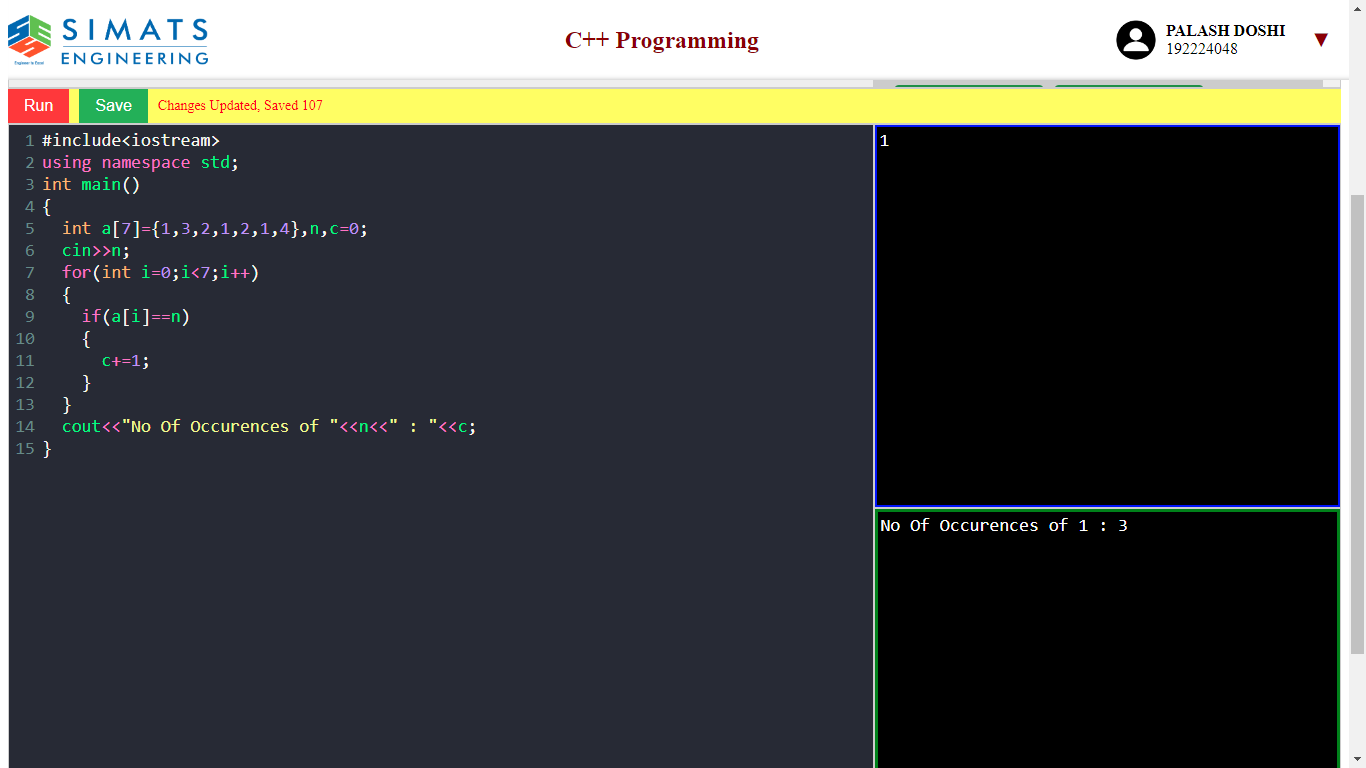 SIMATS
ENGINEERING
Engineer to Excel
C++ Programming
PALASH DOSHI
192224048
▼
Run
Save
Changes Updated, Saved 107
1 #include<iostream>
2 using namespace std;
3 int main()
4 {
5   int a[7]={1,3,2,1,2,1,4},n,c=0;
6   cin>>n;
7   for(int i=0;i<7;i++)
8   {
9     if(a[i]==n)
10     {
11       c+=1;
12     }
13   }
14   cout<<"No Of Occurences of "<<n<<" : "<<c;
15 }
1
No Of Occurences of 1 : 3